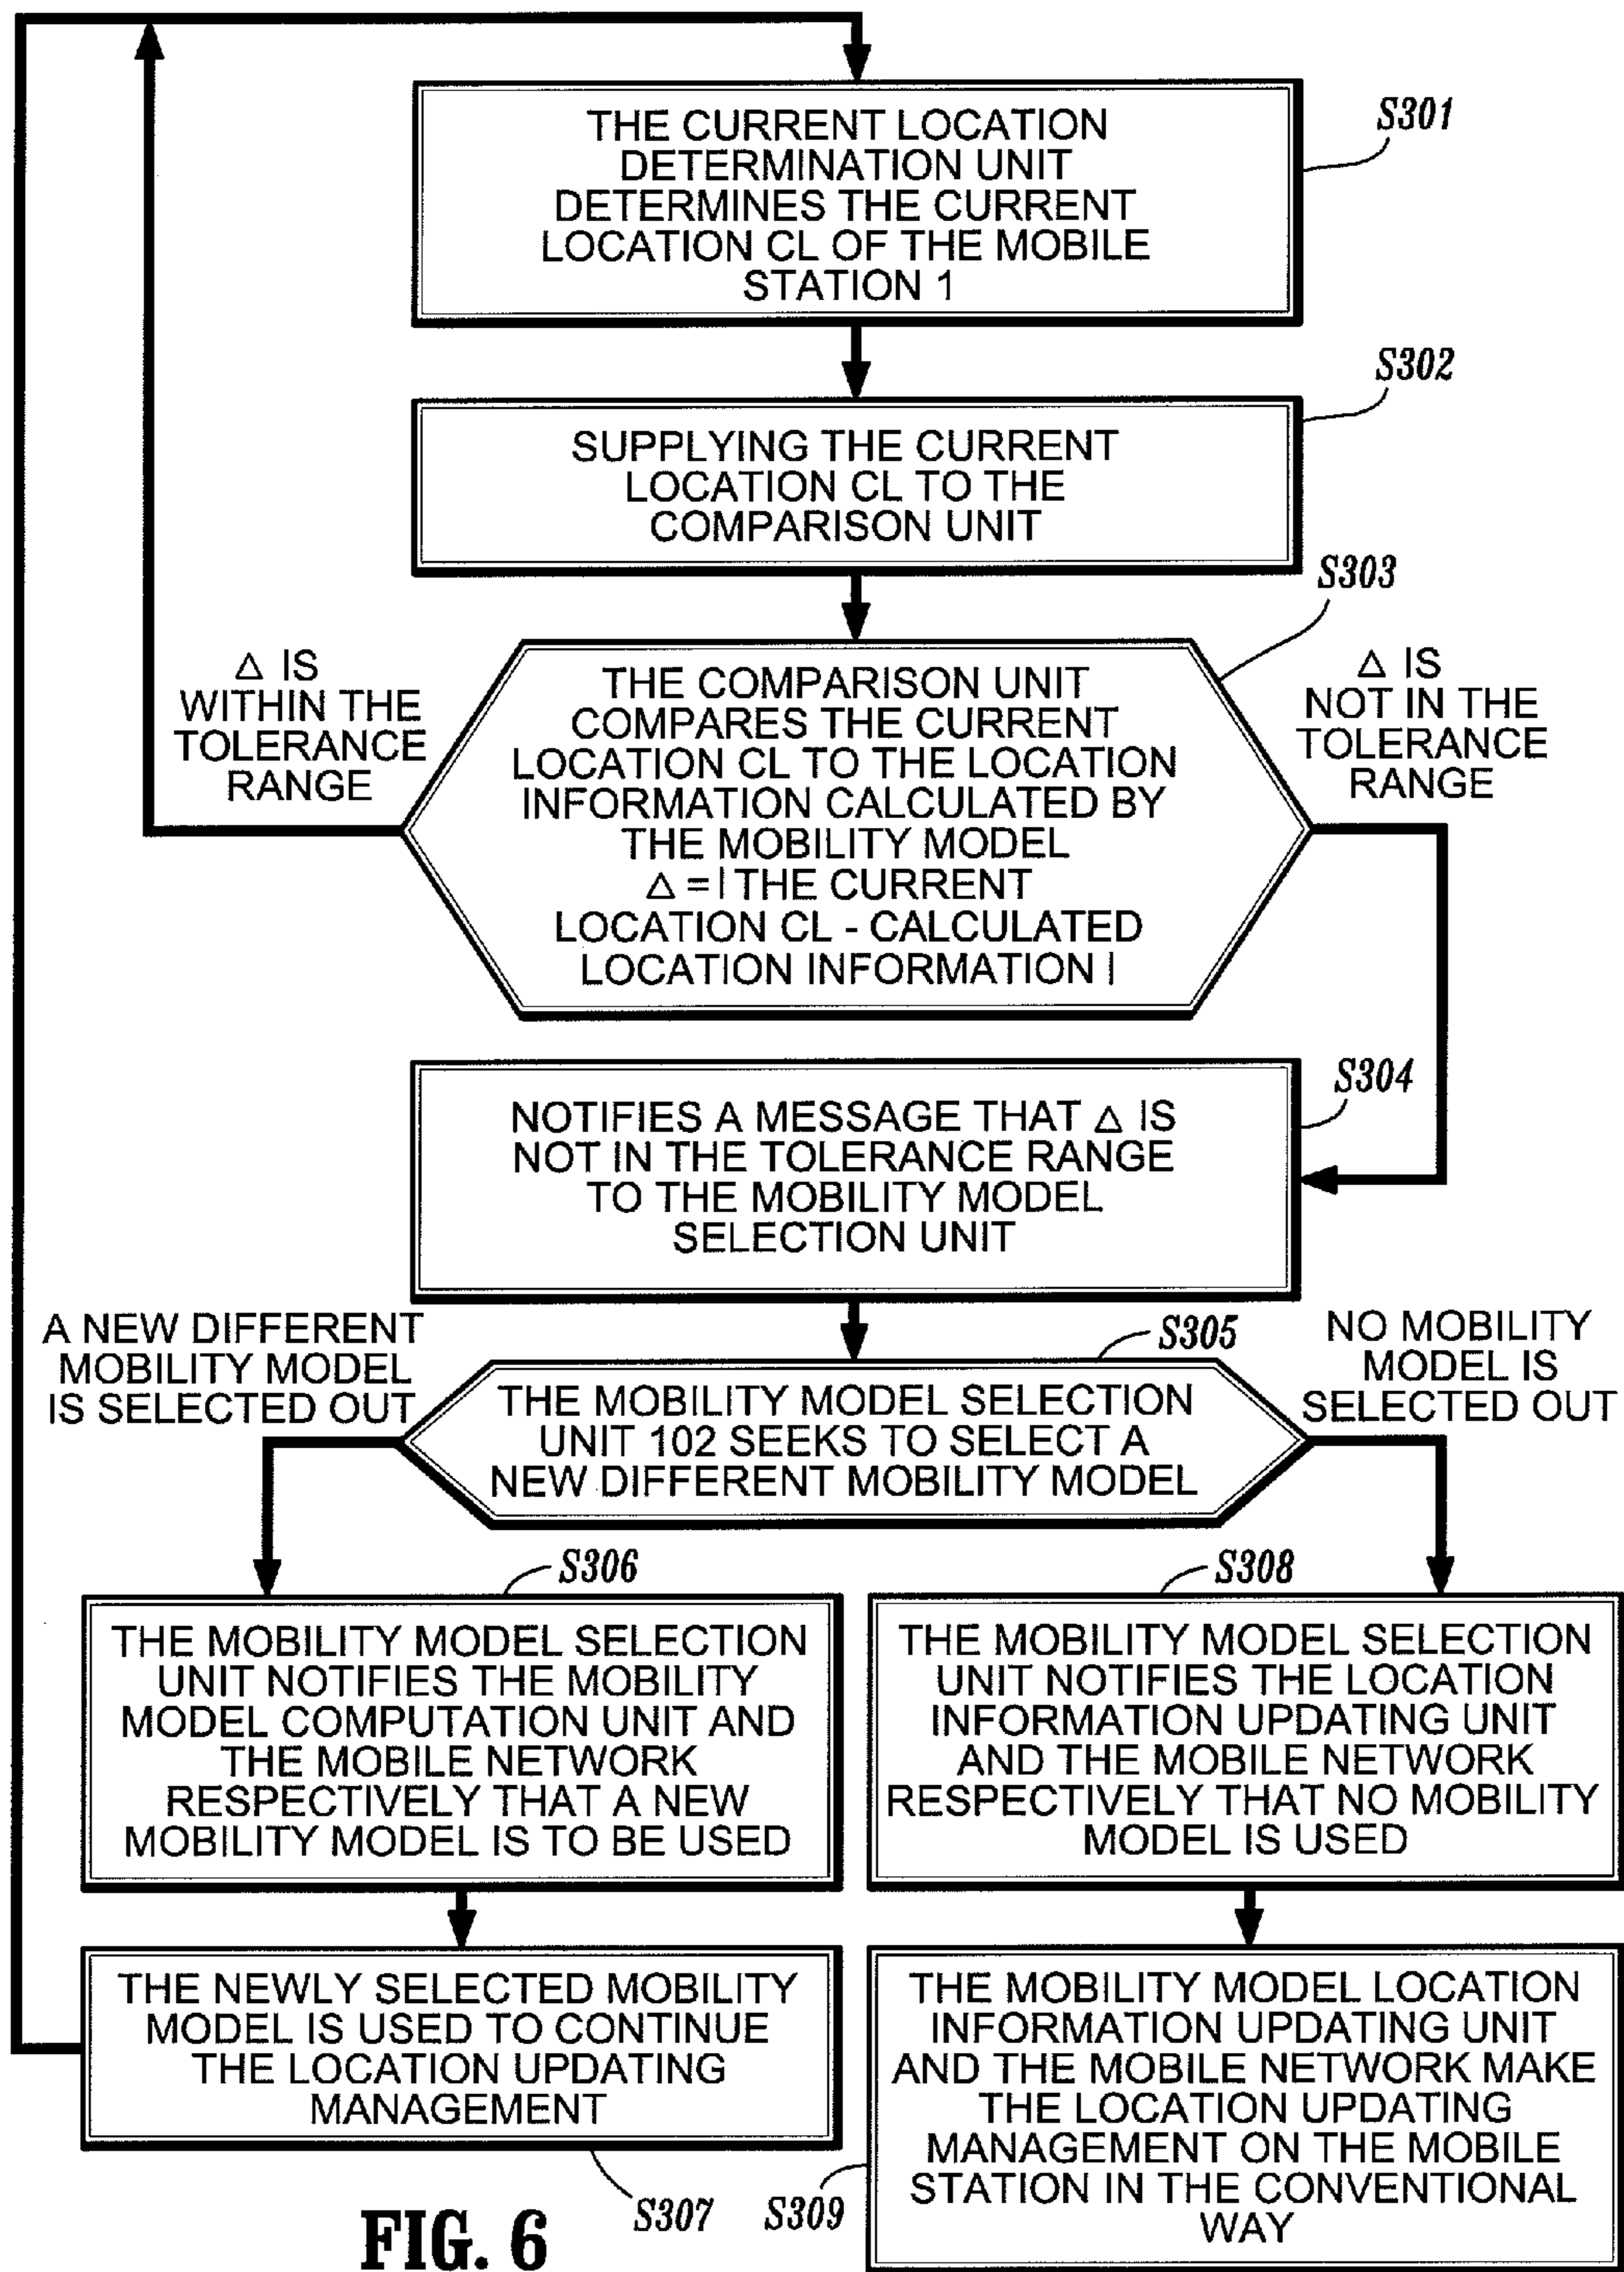 THE CURRENT LOCATION
DETERMINATION UNIT
DETERMINES THE CURRENT
LOCATION CL OF THE MOBILE
STATION 1
S301
SUPPLYING THE CURRENT
LOCATION CL TO THE
COMPARISON UNIT
S302
S303
△ IS
WITHIN THE
TOLERANCE
RANGE
THE COMPARISON UNIT
COMPARES THE CURRENT
LOCATION CL TO THE LOCATION
INFORMATION CALCULATED BY
THE MOBILITY MODEL
△ =| THE CURRENT
LOCATION CL - CALCULATED
LOCATION INFORMATION |
△ IS
NOT IN THE
TOLERANCE
RANGE
NOTIFIES A MESSAGE THAT △ IS
NOT IN THE TOLERANCE RANGE
TO THE MOBILITY MODEL
SELECTION UNIT
S304
A NEW DIFFERENT
MOBILITY MODEL
IS SELECTED OUT
S305
THE MOBILITY MODEL SELECTION
UNIT 102 SEEKS TO SELECT A
NEW DIFFERENT MOBILITY MODEL
NO MOBILITY
MODEL IS
SELECTED OUT
S306
THE MOBILITY MODEL SELECTION
UNIT NOTIFIES THE MOBILITY
MODEL COMPUTATION UNIT AND
THE MOBILE NETWORK
RESPECTIVELY THAT A NEW
MOBILITY MODEL IS TO BE USED
S308
THE MOBILITY MODEL SELECTION
UNIT NOTIFIES THE LOCATION
INFORMATION UPDATING UNIT
AND THE MOBILE NETWORK
RESPECTIVELY THAT NO MOBILITY
MODEL IS USED
THE NEWLY SELECTED MOBILITY
MODEL IS USED TO CONTINUE
THE LOCATION UPDATING
MANAGEMENT
S307
THE MOBILITY MODEL LOCATION
INFORMATION UPDATING UNIT
AND THE MOBILE NETWORK MAKE
THE LOCATION UPDATING
MANAGEMENT ON THE MOBILE
STATION IN THE CONVENTIONAL
WAY
S309
FIG. 6